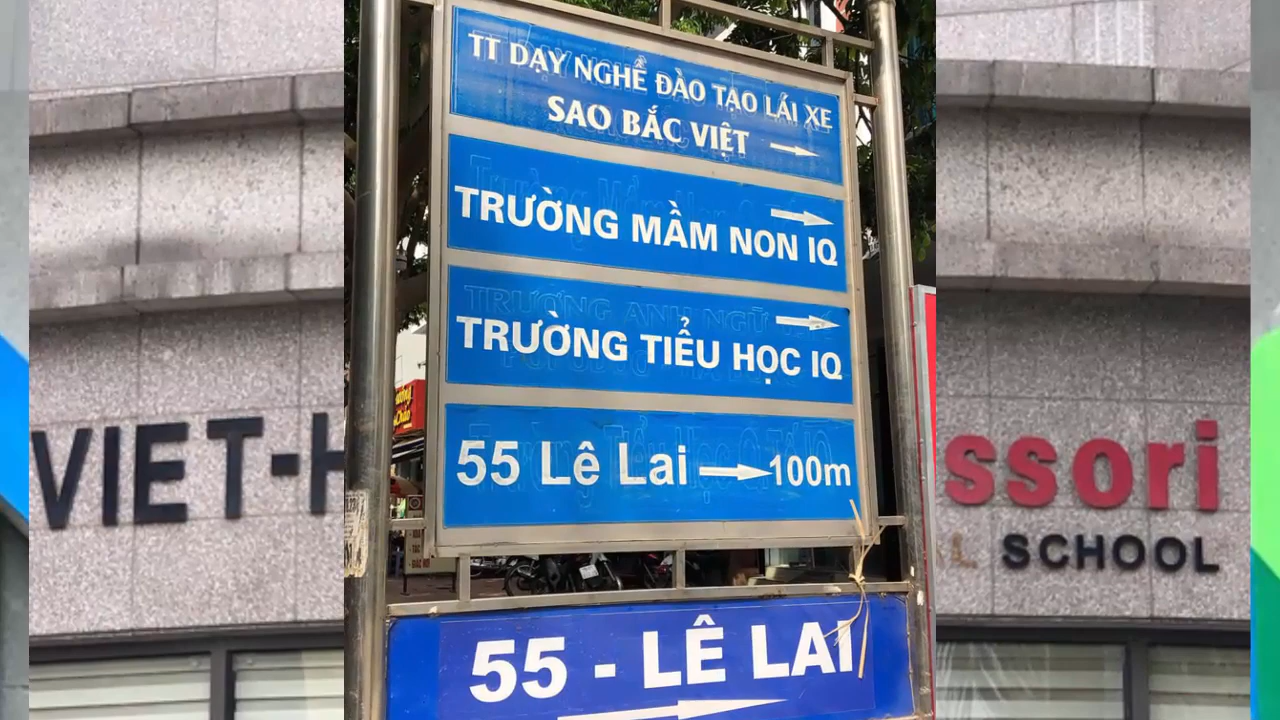 TT DẠY NGHỀ ĐÀO TẠO LÁI XE
SAO BẮC VIỆT
TRƯỜNG MẦM NON IQ
TRƯỜNG TIỂU HỌC IQ
55 Lê Lai 100m
55 - LÊ LAI
VIET-H
ssori
SCHOOL